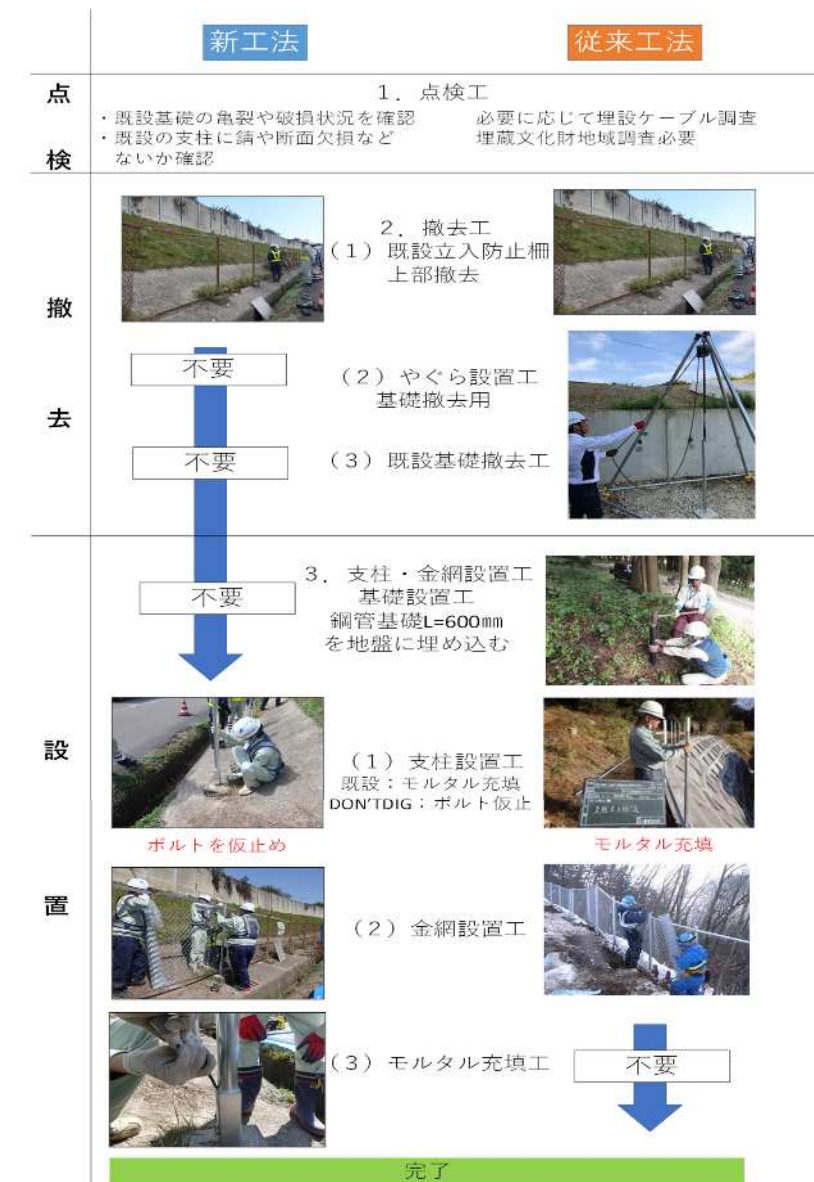 新工法
従来工法
点検
1．点検工
・既設基礎の亀裂や破損状況を確認
・既設の支柱に錆や断面欠損など
ないか確認
必要に応じて埋設ケーブル調査
埋蔵文化財地域調査必要
撤去
2．撤去工
（1）既設立入防止柵
上部撤去
不要
（2）やぐら設置工
基礎撤去用
不要
（3）既設基礎撤去工
設置
不要
3．支柱・金網設置工
基礎設置工
鋼管基礎L=600㎜
を地盤に埋め込む
（1）支柱設置工
既設：モルタル充填
DON'TDIG：ボルト仮止
ボルトを仮止め
モルタル充填
（2）金網設置工
（3）モルタル充填工
不要
完了